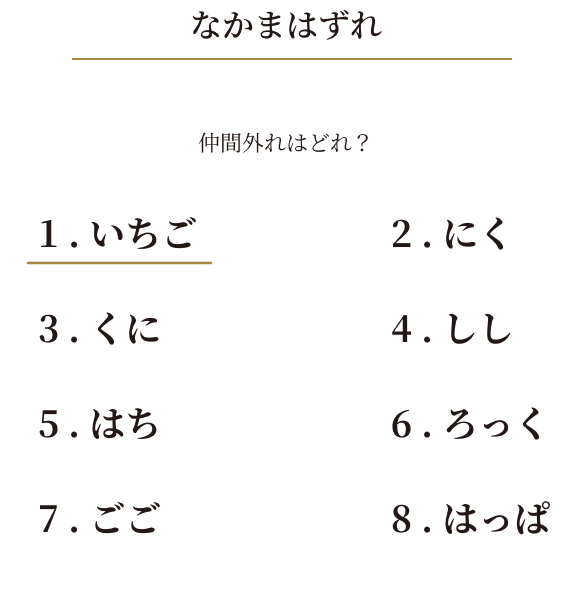 なかまはずれ
仲間外れはどれ？
1 . いちご
2 . にく
3 . くに
4 . しし
5 . はち
6 . ろっく
7 . ごご
8 . はっぱ